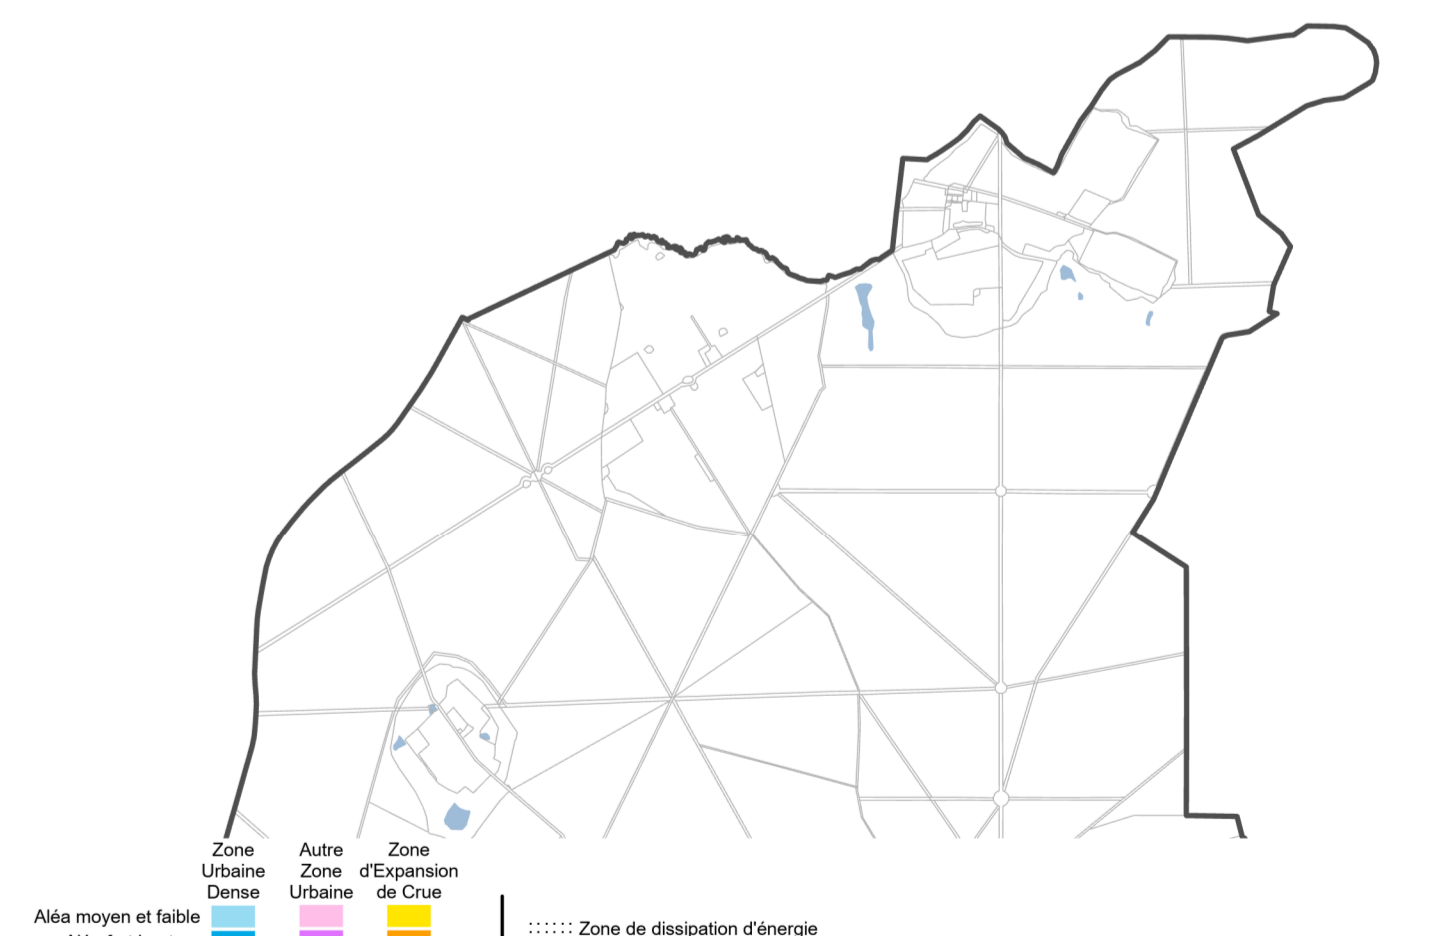 Zone
Urbaine
Dense
Autre
Zone
Urbaine
Zone
d'Expansion
de Crue
Aléa moyen et faible
Zone de dissipation d'énergie